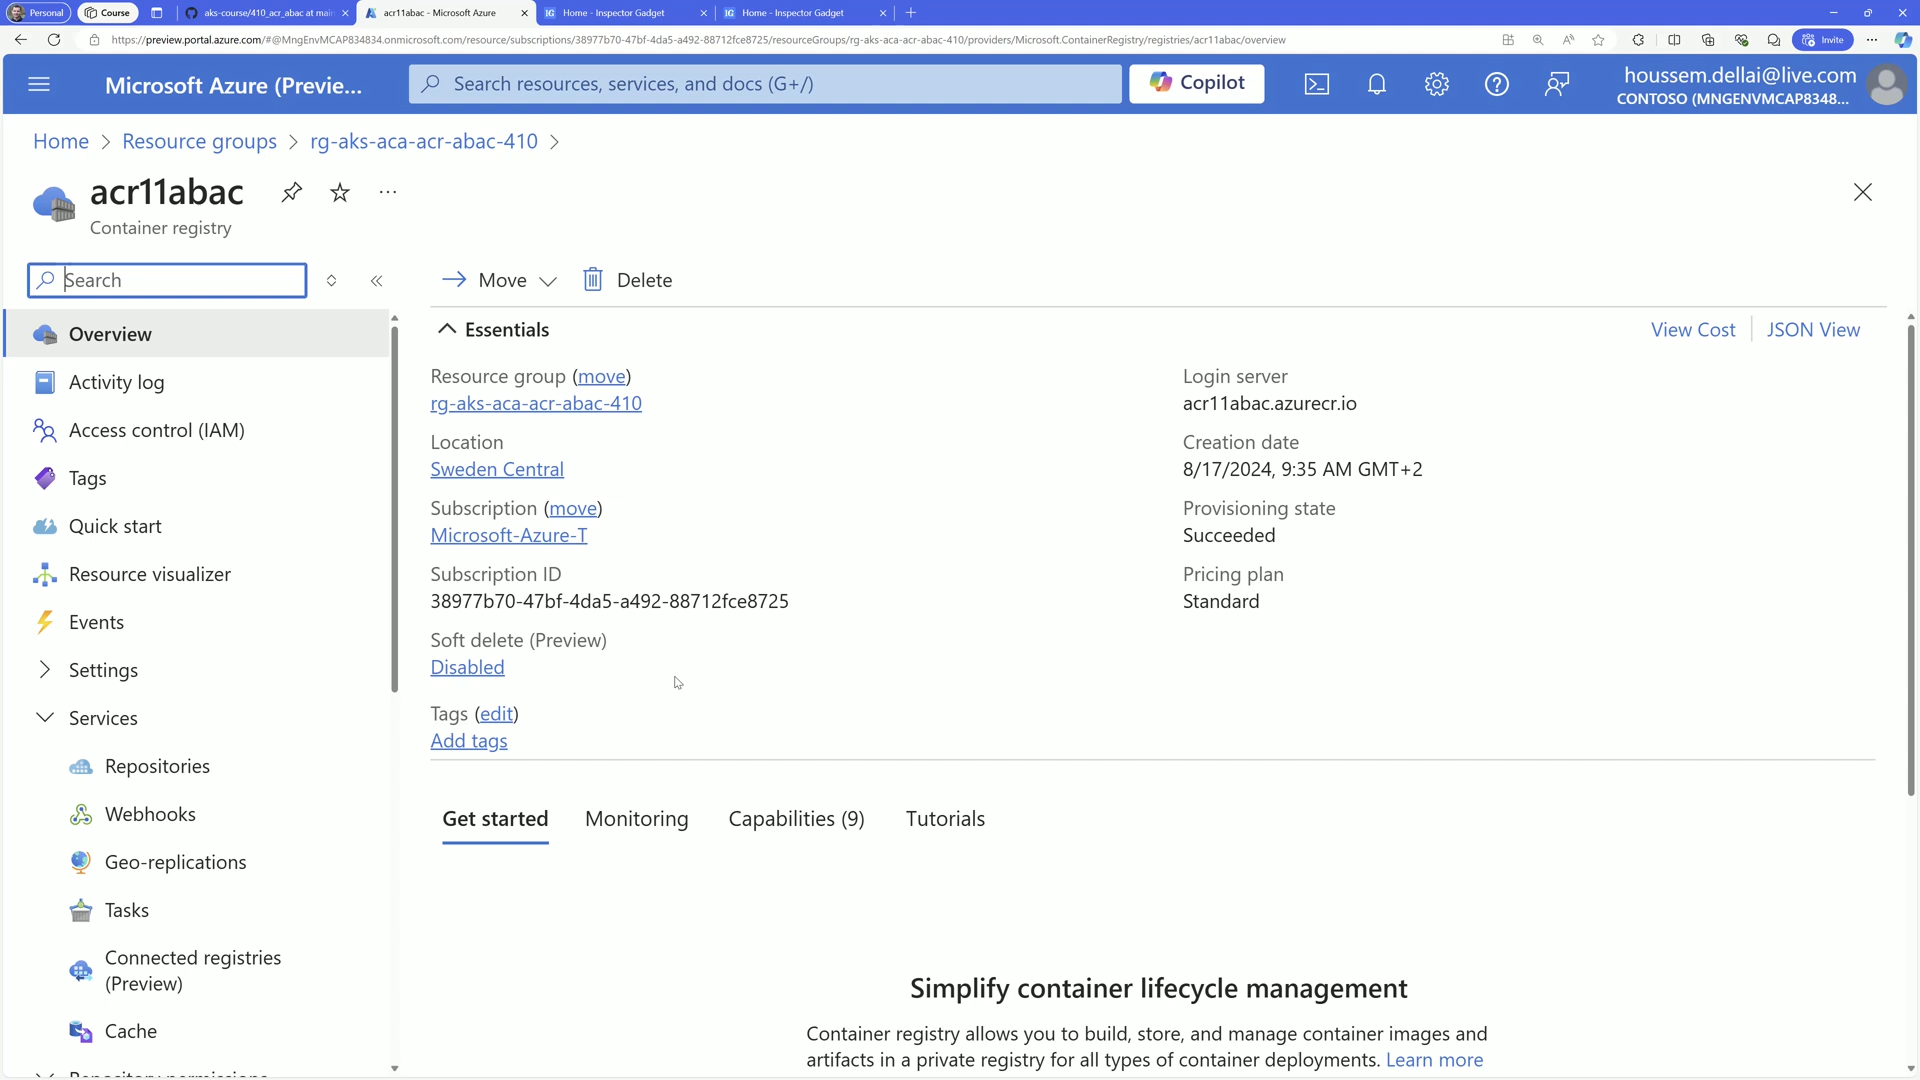 Personal
Course
aks-course/410_acr_abac at mai
acr11abac - Microsoft Azure
Home - Inspector Gadget
Home - Inspector Gadget
https://preview.portal.azure.com/#@MngEnvMCAP834834.onmicrosoft.com/resource/subscriptions/38977b70-47bf-4da5-a492-88712fce8725/resourceGroups/rg-aks-aca-acr-abac-410/providers/Microsoft.ContainerRegistry/registries/acr11abac/overview
Invite
Microsoft Azure (Previe...
Search resources, services, and docs (G+/)
Copilot
houssem.dellai@live.com
CONTOSO (MNGENVMCAP8348...
Home > Resource groups > rg-aks-aca-acr-abac-410 >
acr11abac
Container registry
Search
Move
Delete
Overview
Activity log
Access control (IAM)
Tags
Quick start
Resource visualizer
Events
Settings
Services
Repositories
Webhooks
Geo-replications
Tasks
Connected registries
(Preview)
Cache
Repository permissions
Essentials
View Cost
JSON View
Resource group (move)
rg-aks-aca-acr-abac-410
Location
Sweden Central
Subscription (move)
Microsoft-Azure-T
Subscription ID
38977b70-47bf-4da5-a492-88712fce8725
Soft delete (Preview)
Disabled
Login server
acr11abac.azurecr.io
Creation date
8/17/2024, 9:35 AM GMT+2
Provisioning state
Succeeded
Pricing plan
Standard
Tags (edit)
Add tags
Get started
Monitoring
Capabilities (9)
Tutorials
Simplify container lifecycle management
Container registry allows you to build, store, and manage container images and
artifacts in a private registry for all types of container deployments. Learn more